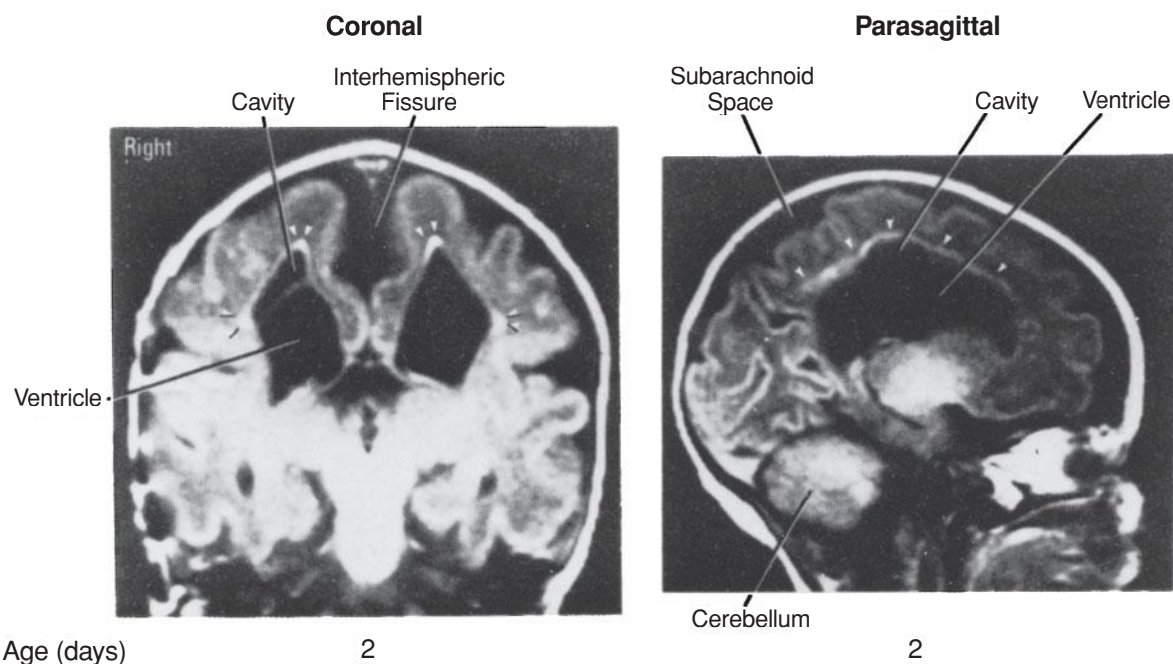 Coronal
Parasagittal
Interhemispheric
Fissure
Cavity
Subarachnoid
Space
Cavity
Ventricle
Right
Ventricle
Cerebellum
Age (days)
2
2